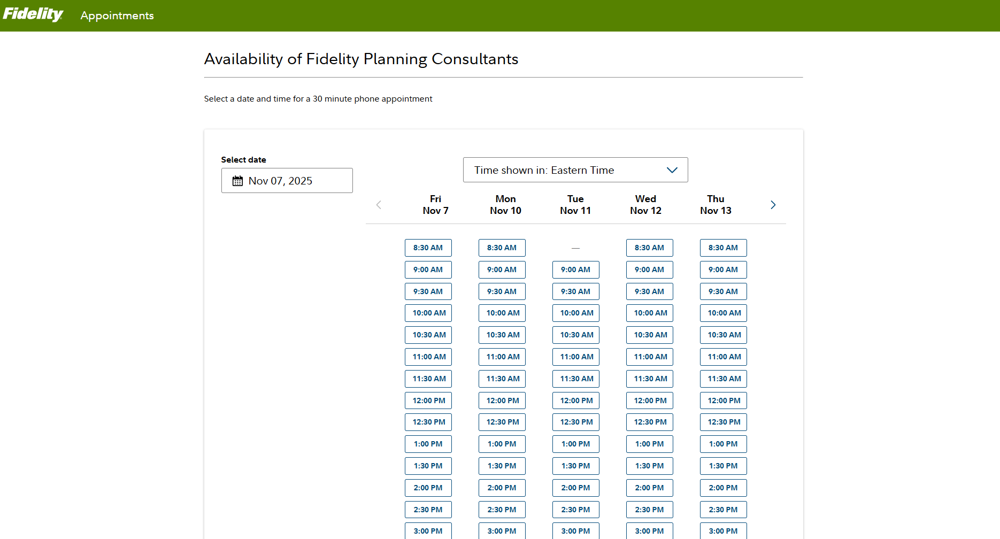 Fidelity Appointments
Availability of Fidelity Planning Consultants
Select a date and time for a 30 minute phone appointment
Select date
Nov 07, 2025
Time shown in: Eastern Time
Fri Mon Tue Wed Thu
Nov 7 Nov 10 Nov 11 Nov 12 Nov 13
8:30 AM 8:30 AM — 8:30 AM 8:30 AM
9:00 AM 9:00 AM 9:00 AM 9:00 AM 9:00 AM
9:30 AM 9:30 AM 9:30 AM 9:30 AM 9:30 AM
10:00 AM 10:00 AM 10:00 AM 10:00 AM 10:00 AM
10:30 AM 10:30 AM 10:30 AM 10:30 AM 10:30 AM
11:00 AM 11:00 AM 11:00 AM 11:00 AM 11:00 AM
11:30 AM 11:30 AM 11:30 AM 11:30 AM 11:30 AM
12:00 PM 12:00 PM 12:00 PM 12:00 PM 12:00 PM
12:30 PM 12:30 PM 12:30 PM 12:30 PM 12:30 PM
1:00 PM 1:00 PM 1:00 PM 1:00 PM 1:00 PM
1:30 PM 1:30 PM 1:30 PM 1:30 PM 1:30 PM
2:00 PM 2:00 PM 2:00 PM 2:00 PM 2:00 PM
2:30 PM 2:30 PM 2:30 PM 2:30 PM 2:30 PM
3:00 PM 3:00 PM 3:00 PM 3:00 PM 3:00 PM